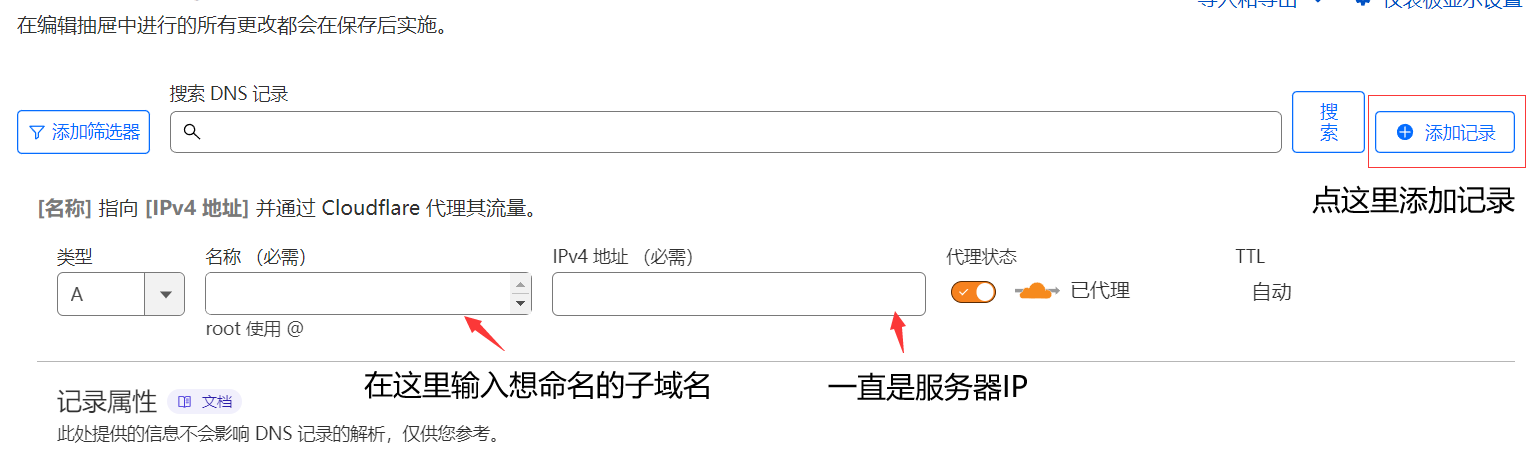 在编辑抽屉中进行的所有更改都会在保存后实施。
搜索 DNS 记录
添加筛选器
搜
索
添加记录
点这里添加记录
[名称] 指向 [IPv4 地址] 并通过 Cloudflare 代理其流量。
类型
名称 （必需）
IPv4 地址 （必需）
代理状态
TTL
A
已代理
自动
root 使用 @
在这里输入想命名的子域名
一直是服务器IP
记录属性
文档
此处提供的信息不会影响 DNS 记录的解析，仅供您参考。